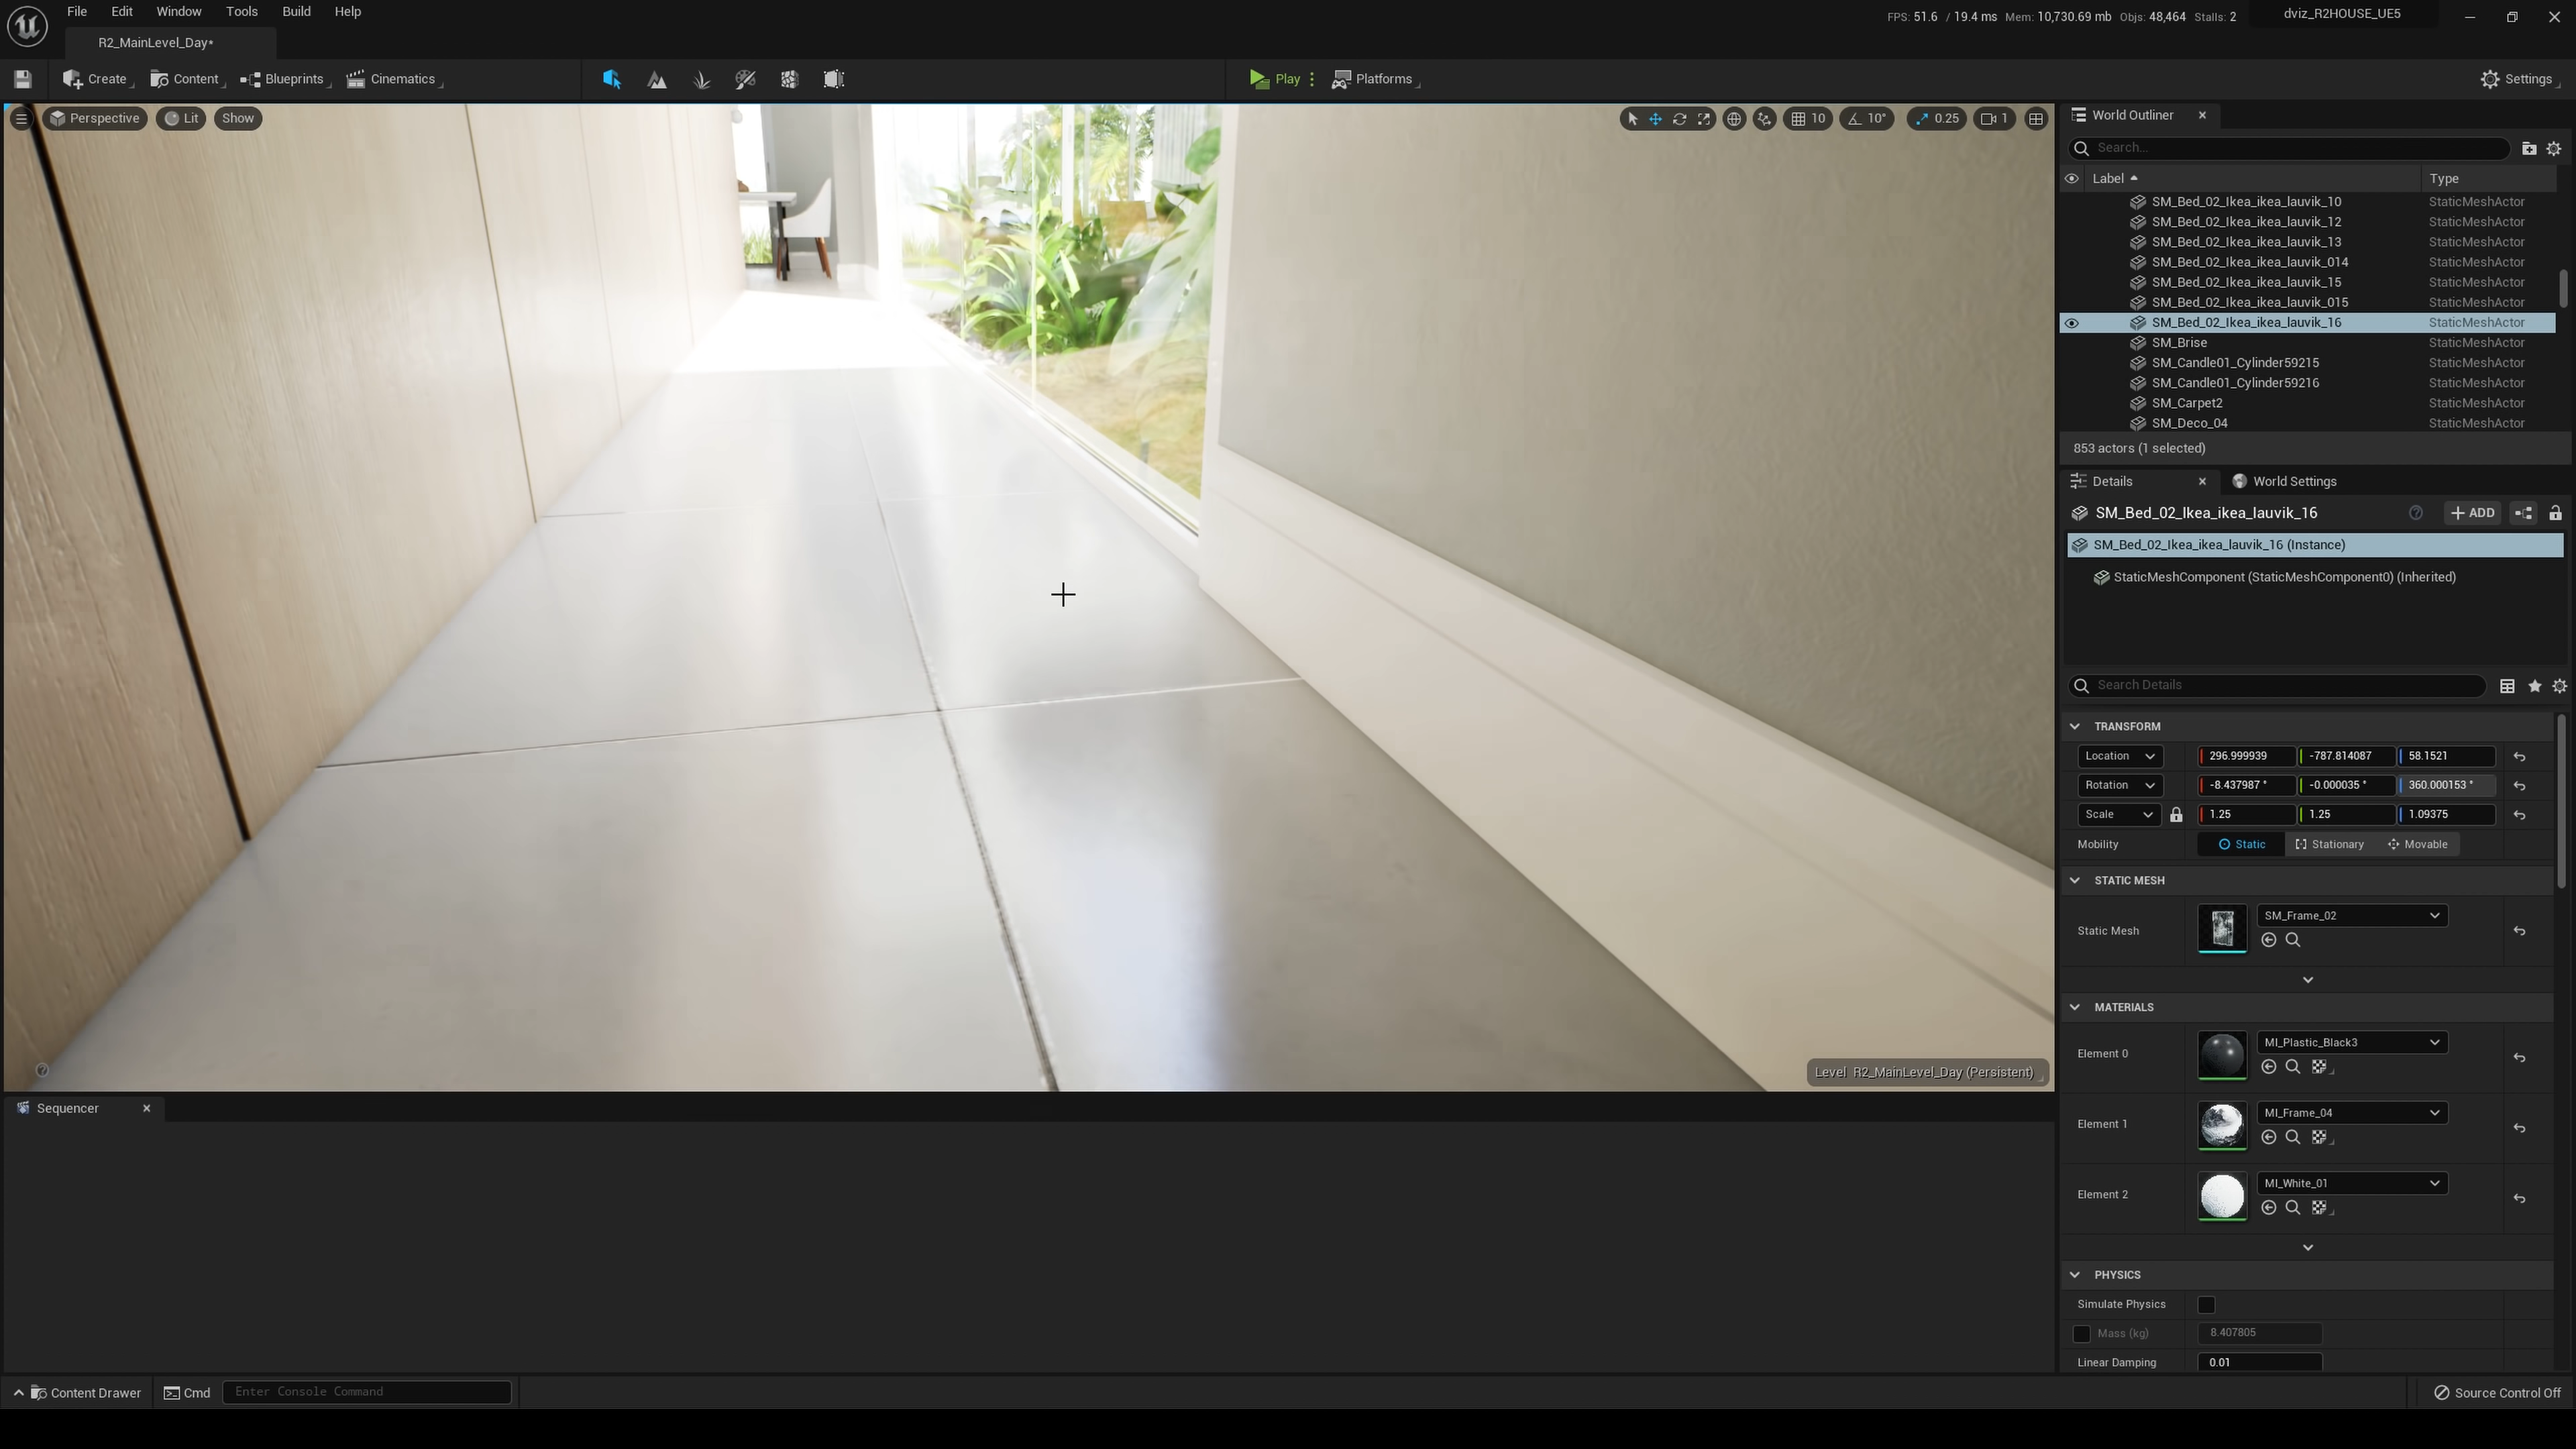 File Edit Window Tools Build Help
FPS: 51.6 / 19.4 ms Mem: 10,730.69 mb Objs: 48,464 Stalls: 2
dviz_R2HOUSE_UE5
R2_MainLevel_Day*
Create Content Blueprints Cinematics Play Platforms Settings
Perspective Lit Show
10 10° 0.25 1
World Outliner
Search...
Label Type
SM_Bed_02_Ikea_ikea_lauvik_10 StaticMeshActor
SM_Bed_02_Ikea_ikea_lauvik_12 StaticMeshActor
SM_Bed_02_Ikea_ikea_lauvik_13 StaticMeshActor
SM_Bed_02_Ikea_ikea_lauvik_014 StaticMeshActor
SM_Bed_02_Ikea_ikea_lauvik_15 StaticMeshActor
SM_Bed_02_Ikea_ikea_lauvik_015 StaticMeshActor
SM_Bed_02_Ikea_ikea_lauvik_16 StaticMeshActor
SM_Brise StaticMeshActor
SM_Candle01_Cylinder59215 StaticMeshActor
SM_Candle01_Cylinder59216 StaticMeshActor
SM_Carpet2 StaticMeshActor
SM_Deco_04 StaticMeshActor
853 actors (1 selected)
Details World Settings
SM_Bed_02_Ikea_ikea_lauvik_16 ADD
SM_Bed_02_Ikea_ikea_lauvik_16 (Instance)
StaticMeshComponent (StaticMeshComponent0) (Inherited)
Search Details
TRANSFORM
Location 296.999939 -787.814087 58.1521
Rotation -8.437987 ° -0.000035 ° 360.000153 °
Scale 1.25 1.25 1.09375
Mobility Static Stationary Movable
STATIC MESH
Static Mesh SM_Frame_02
MATERIALS
Element 0 MI_Plastic_Black3
Element 1 MI_Frame_04
Element 2 MI_White_01
PHYSICS
Simulate Physics
Mass (kg) 8.407805
Linear Damping 0.01
Level R2_MainLevel_Day (Persistent)
Sequencer
Content Drawer Cmd Enter Console Command
Source Control Off